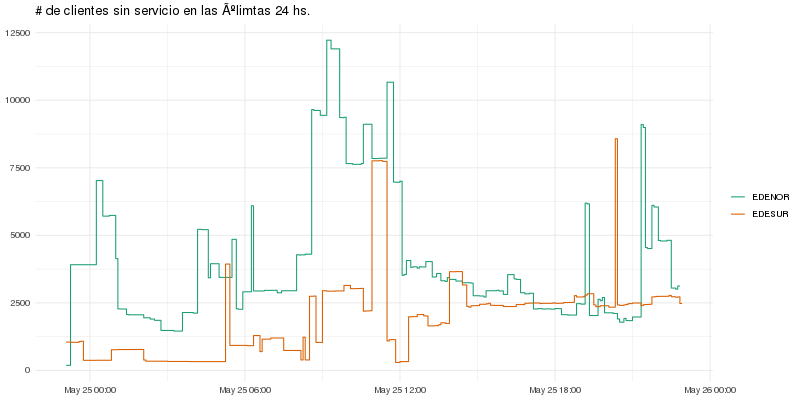 # de clientes sin servicio en las Ãºlimtas 24 hs.
12500
10000
7500
5000
2500
0
May 25 00:00
May 25 06:00
May 25 12:00
May 25 18:00
May 26 00:00
EDENOR
EDESUR